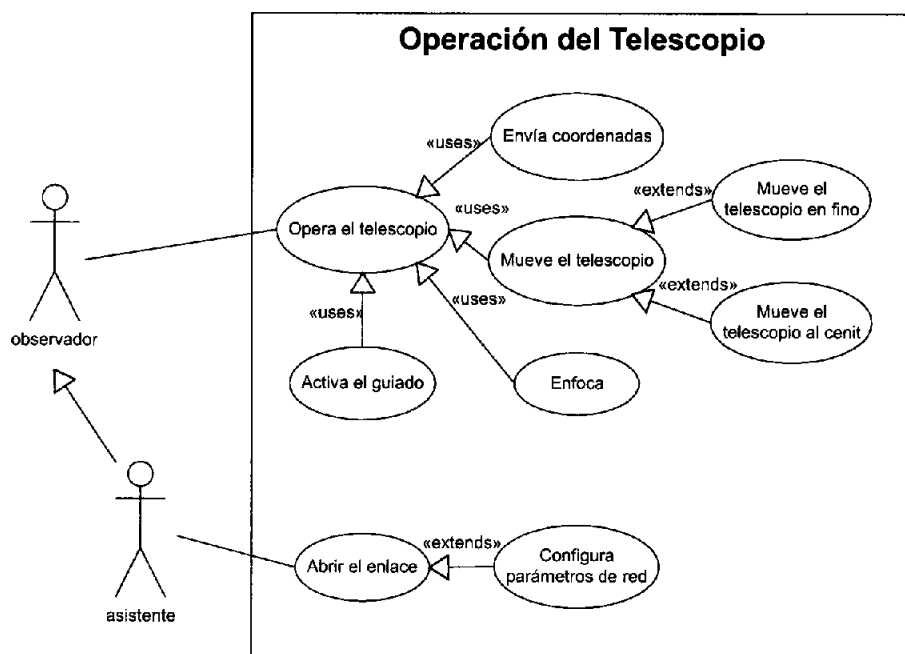 Operación del Telescopio
Envía coordenadas
«uses»
«extends»
Mueve el
telescopio en fino
Opera el telescopio
«uses»
Mueve el telescopio
«extends»
«uses»
«uses»
Mueve el
telescopio al cenit
observador
Activa el guiado
Enfoca
Abrir el enlace
«extends»
Configura
parámetros de red
asistente